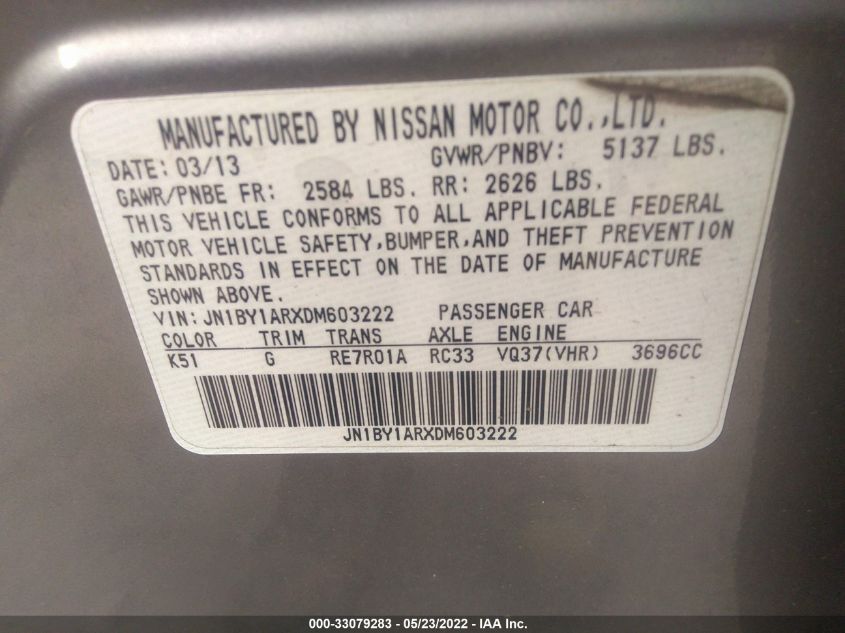 MANUFACTURED BY NISSAN MOTOR CO.,LTD.
DATE: 03/13 GVWR/PNBV: 5137 LBS.
GAWR/PNBE FR: 2584 LBS. RR: 2626 LBS.
THIS VEHICLE CONFORMS TO ALL APPLICABLE FEDERAL
MOTOR VEHICLE SAFETY,BUMPER,AND THEFT PREVENTION
STANDARDS IN EFFECT ON THE DATE OF MANUFACTURE
SHOWN ABOVE.
VIN: JN1BY1ARXDM603222 PASSENGER CAR
COLOR TRIM TRANS AXLE ENGINE
K51 G RE7R01A RC33 VQ37(VHR) 3696CC
JN1BY1ARXDM603222
000-33079283 - 05/23/2022 - IAA Inc.